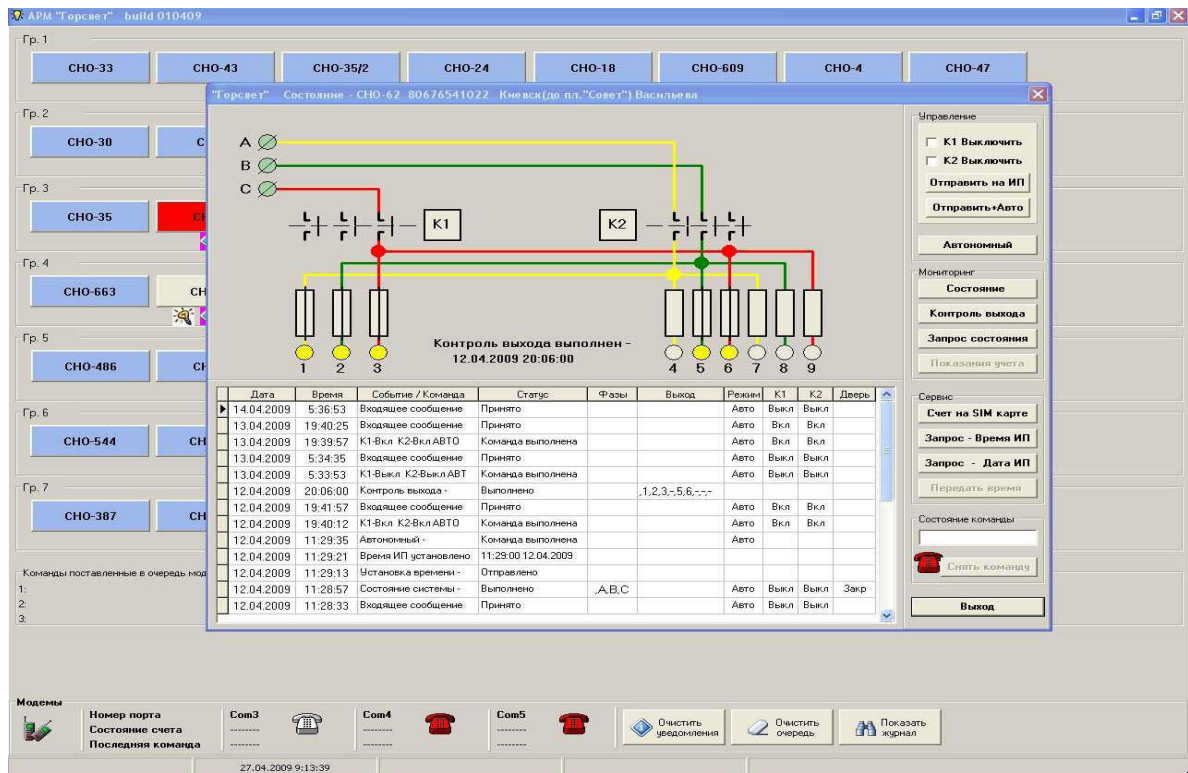 АРМ "Горсвет" build 010409
Гр. 1
СНО-33 СНО-43 СНО-35/2 СНО-24 СНО-18 СНО-609 СНО-4 СНО-47
"Горсвет" Состояние - СНО-62 80676541022 Киевск(до пл."Совет") Васильева
Гр. 2
СНО-30
Гр. 3
СНО-35
Гр. 4
СНО-663
Гр. 5
СНО-486
Гр. 6
СНО-544
Гр. 7
СНО-387
Команды поставленные в очередь мод
1:
2:
3:
A
B
C
K1
K2
Контроль выхода выполнен -
12.04.2009 20:06:00
1 2 3 4 5 6 7 8 9
Дата Время Событие / Команда Статус Фазы Выход Режим К1 К2 Дверь
14.04.2009 5:36:53 Входящее сообщение Принято Авто Выкл Выкл
13.04.2009 19:40:25 Входящее сообщение Принято Авто Вкл Вкл
13.04.2009 19:39:57 К1-Вкл К2-Вкл АВТО Команда выполнена Авто Вкл Вкл
13.04.2009 5:34:35 Входящее сообщение Принято Авто Выкл Выкл
13.04.2009 5:33:53 К1-Выкл К2-Выкл АВТ Команда выполнена Авто Выкл Выкл
12.04.2009 20:06:00 Контроль выхода - Выполнено ,1,2,3,-,5,6,-,-,-
12.04.2009 19:41:57 Входящее сообщение Принято Авто Вкл Вкл
12.04.2009 19:40:12 К1-Вкл К2-Вкл АВТО Команда выполнена Авто Вкл Вкл
12.04.2009 11:29:35 Автономный - Команда выполнена Авто
12.04.2009 11:29:21 Время ИП установлено 11:29:00 12.04.2009
12.04.2009 11:29:13 Установка времени - Отправлено
12.04.2009 11:28:57 Состояние системы - Выполнено ,A,B,C Авто Выкл Выкл Закр
12.04.2009 11:28:33 Входящее сообщение Принято Авто Выкл Выкл
Управление
К1 Выключить
К2 Выключить
Отправить на ИП
Отправить+Авто
Автономный
Мониторинг
Состояние
Контроль выхода
Запрос состояния
Показания учета
Сервис
Счет на SIM карте
Запрос - Время ИП
Запрос - Дата ИП
Передать время
Состояние команды
Снять команду
Выход
Модемы
Номер порта Com3 Com4 Com5
Состояние счета -------- -------- --------
Последняя команда -------- -------- --------
Очистить уведомления
Очистить очередь
Показать журнал
27.04.2009 9:13:39